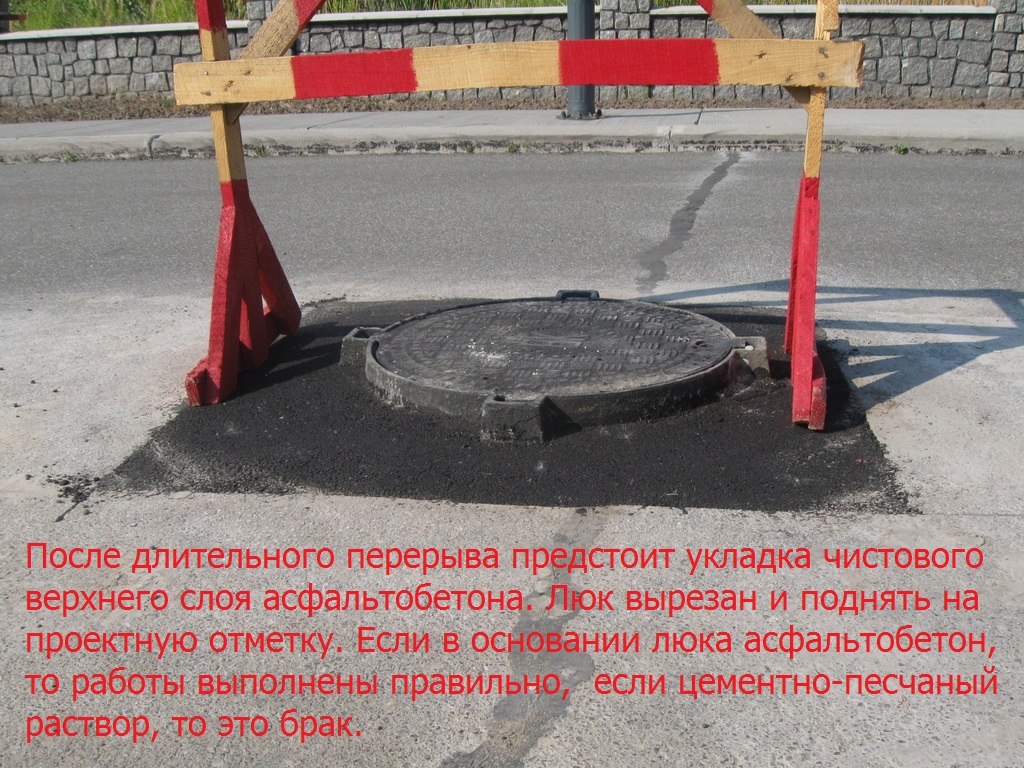 После длительного перерыва предстоит укладка чистового
верхнего слоя асфальтобетона. Люк вырезан и поднять на
проектную отметку. Если в основании люка асфальтобетон,
то работы выполнены правильно,  если цементно-песчаный
раствор, то это брак.